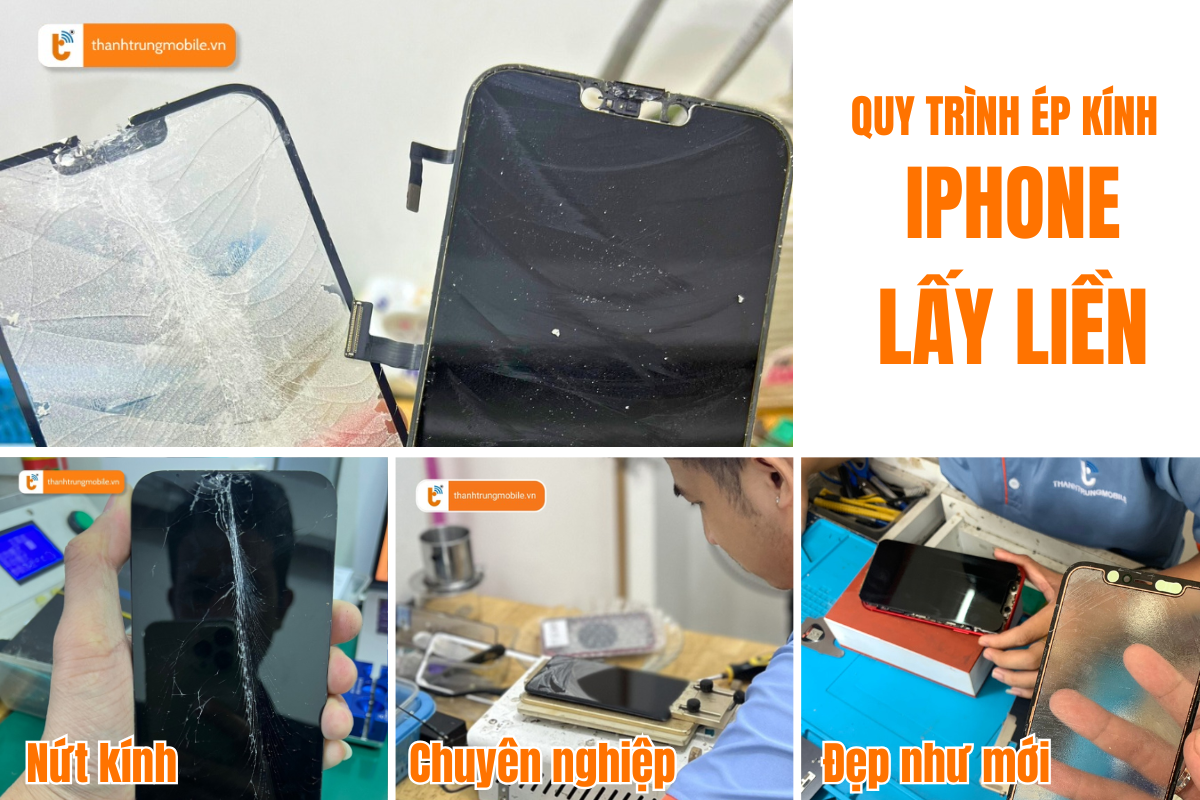 thanhtrungmobile.vn
QUY TRÌNH ÉP KÍNH
IPHONE
LẤY LIỀN
thanhtrungmobile.vn
Nứt kính
thanhtrungmobile.vn
Chuyên nghiệp
THANHTRUNGMOBILE
Đẹp như mới